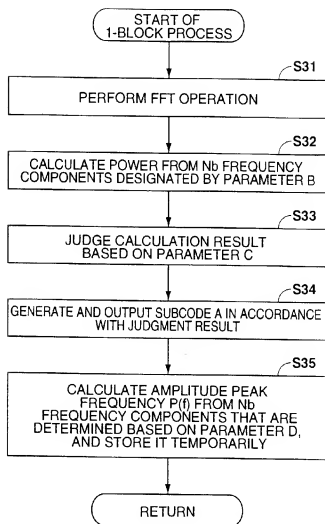 START OF
1-BLOCK PROCESS
S31
PERFORM FFT OPERATION
S32
CALCULATE POWER FROM Nb FREQUENCY
COMPONENTS DESIGNATED BY PARAMETER B
S33
JUDGE CALCULATION RESULT
BASED ON PARAMETER C
S34
GENERATE AND OUTPUT SUBCODE A IN ACCORDANCE
WITH JUDGMENT RESULT
S35
CALCULATE AMPLITUDE PEAK
FREQUENCY P(f) FROM Nb
FREQUENCY COMPONENTS THAT ARE
DETERMINED BASED ON PARAMETER D,
AND STORE IT TEMPORARILY
RETURN